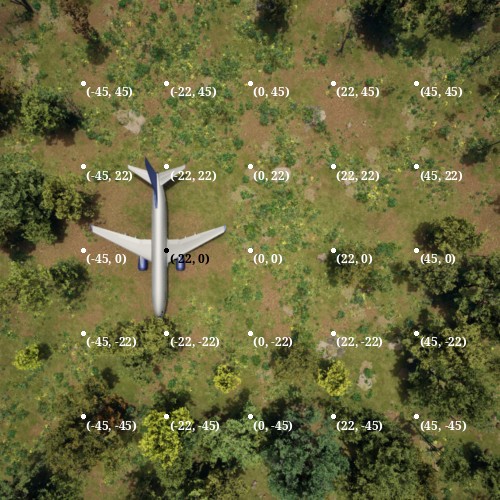 (-45, 45) (-22, 45) (0, 45) (22, 45) (45, 45)
(-45, 22) (-22, 22) (0, 22) (22, 22) (45, 22)
(-45, 0) (-22, 0) (0, 0) (22, 0) (45, 0)
(-45, -22) (-22, -22) (0, -22) (22, -22) (45, -22)
(-45, -45) (-22, -45) (0, -45) (22, -45) (45, -45)